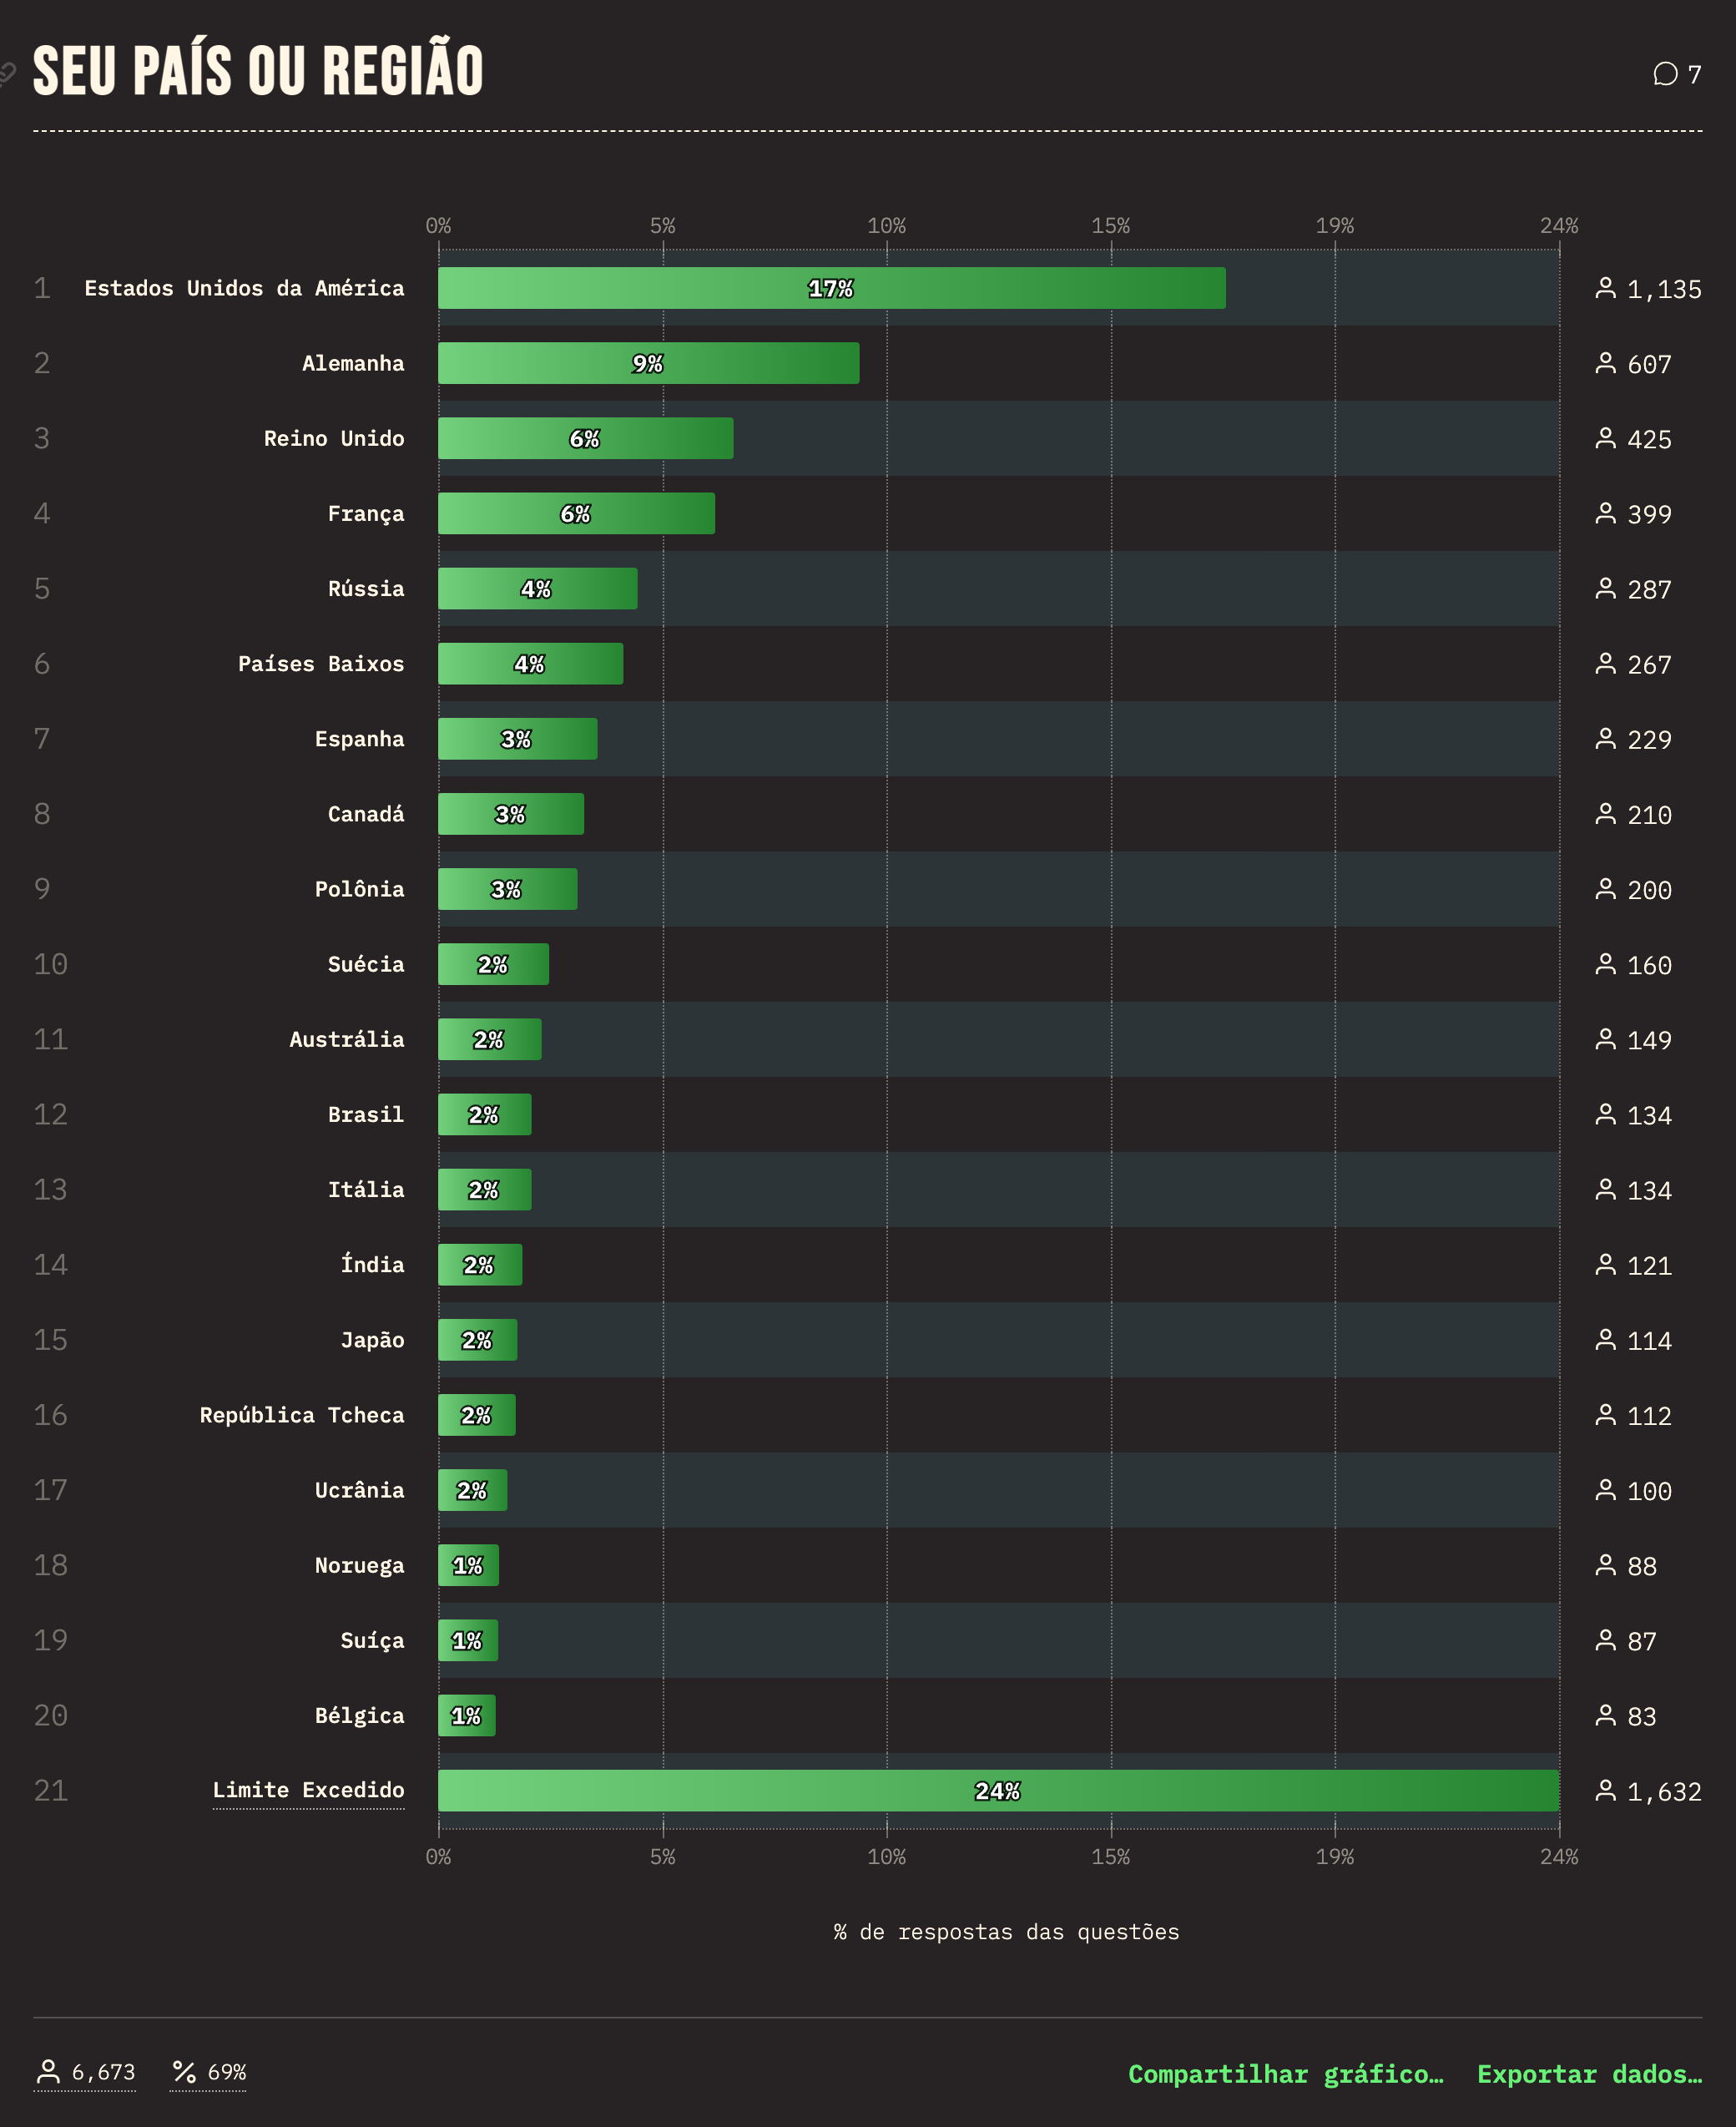 SEU PAÍS OU REGIÃO
7
0% 5% 10% 15% 19% 24%
1 Estados Unidos da América 17% 1,135
2 Alemanha 9% 607
3 Reino Unido 6% 425
4 França 6% 399
5 Rússia 4% 287
6 Países Baixos 4% 267
7 Espanha 3% 229
8 Canadá 3% 210
9 Polônia 3% 200
10 Suécia 2% 160
11 Austrália 2% 149
12 Brasil 2% 134
13 Itália 2% 134
14 Índia 2% 121
15 Japão 2% 114
16 República Tcheca 2% 112
17 Ucrânia 2% 100
18 Noruega 1% 88
19 Suíça 1% 87
20 Bélgica 1% 83
21 Limite Excedido 24% 1,632
0% 5% 10% 15% 19% 24%
% de respostas das questões
6,673 % 69% Compartilhar gráfico… Exportar dados…